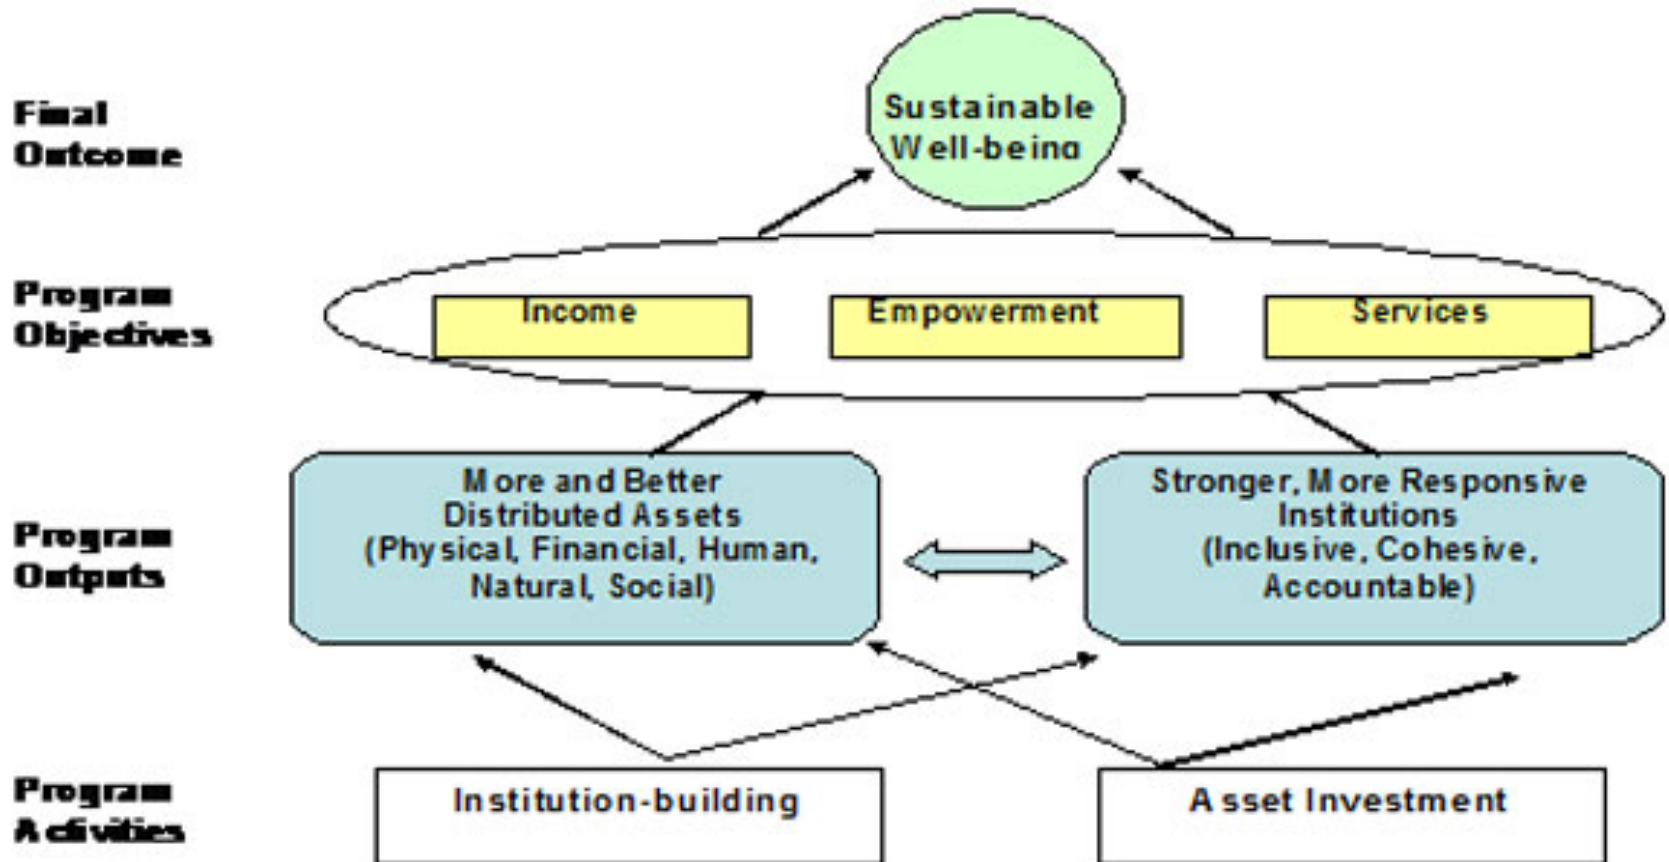 Final
Outcome
Sustainable
Well-being
Program
Objectives
Income
Empowerment
Services
Program
Outputs
More and Better
Distributed Assets
(Physical, Financial, Human,
Natural, Social)
Stronger, More Responsive
Institutions
(Inclusive, Cohesive,
Accountable)
Program
Activities
Institution-building
Asset Investment